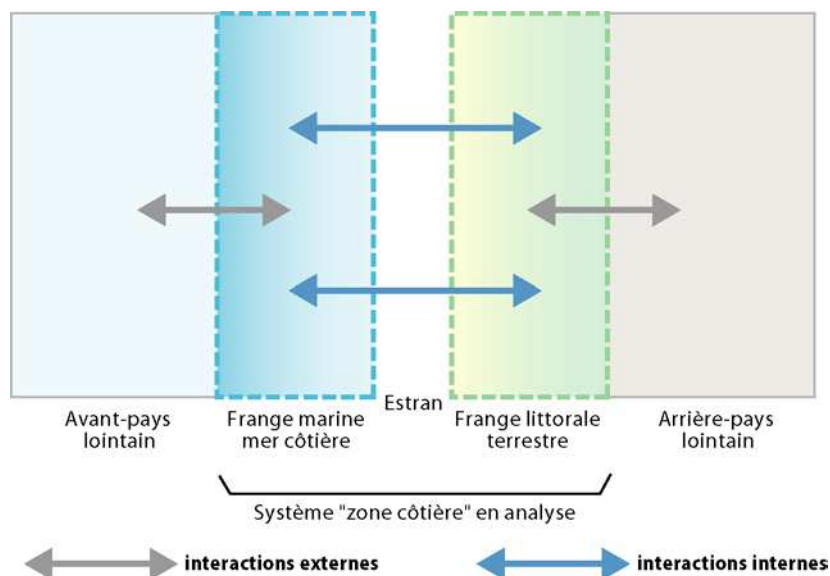 Estran
Avant-pays
lointain
Frange marine
mer côtière
Frange littorale
terrestre
Arrière-pays
lointain
Système "zone côtière" en analyse
interactions externes
interactions internes